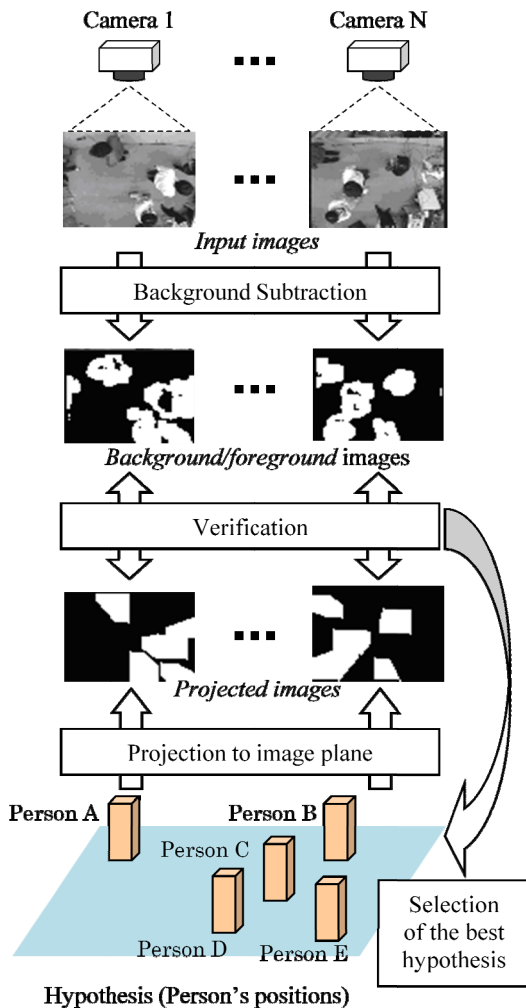 Camera 1
Camera N
Input images
Background Subtraction
Background/foreground images
Verification
Projected images
Projection to image plane
Person A
Person B
Person C
Person D
Person E
Selection
of the best
hypothesis
Hypothesis (Person's positions)